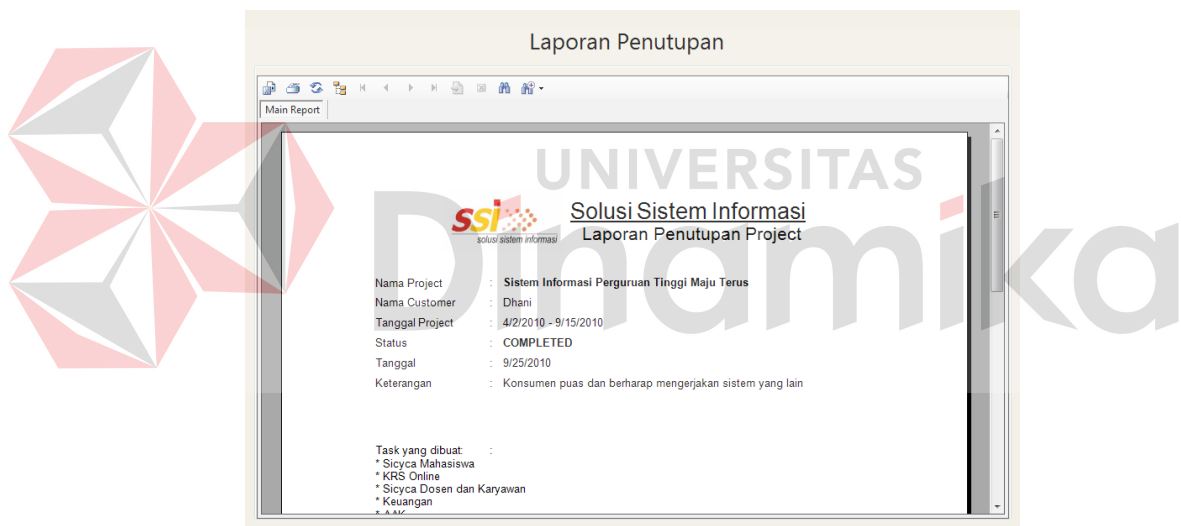 Laporan Penutupan
Main Report
UNIVERSITAS
Dinamika
ssi
solusi sistem informasi
Solusi Sistem Informasi
Laporan Penutupan Project
Nama Project : Sistem Informasi Perguruan Tinggi Maju Terus
Nama Customer : Dhani
Tanggal Project : 4/2/2010 - 9/15/2010
Status : COMPLETED
Tanggal : 9/25/2010
Keterangan : Konsumen puas dan berharap mengerjakan sistem yang lain
Task yang dibuat: :
* Sicyca Mahasiswa
* KRS Online
* Sicyca Dosen dan Karyawan
* Keuangan
* AAK